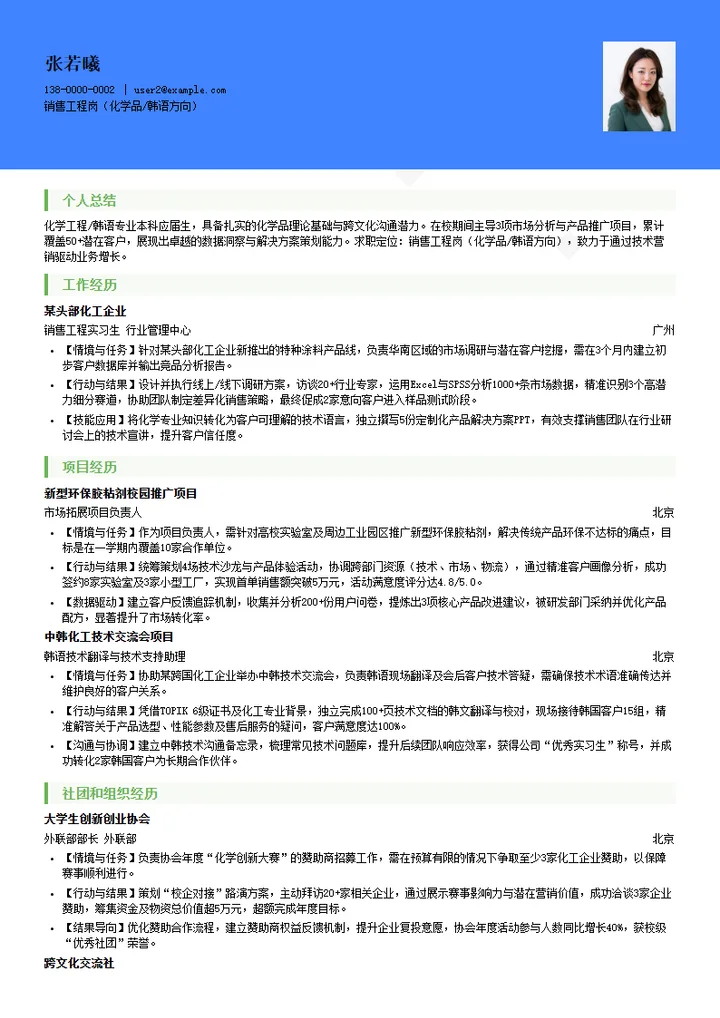 张若曦
138-0000-0002 | user2@example.com
销售工程岗（化学品/韩语方向）
个人总结
化学工程/韩语专业本科应届生，具备扎实的化学品理论基础与跨文化沟通潜力。在校期间主导3项市场分析与产品推广项目，累计
覆盖50+潜在客户，展现出卓越的数据洞察与解决方案策划能力。求职定位：销售工程岗（化学品/韩语方向），致力于通过技术营
销驱动业务增长。
工作经历
某头部化工企业
销售工程实习生 行业管理中心 广州
• 【情境与任务】针对某头部化工企业新推出的特种涂料产品线，负责华南区域的市场调研与潜在客户挖掘，需在3个月内建立初
步客户数据库并输出竞品分析报告。
• 【行动与结果】设计并执行线上/线下调研方案，访谈20+行业专家，运用Excel与SPSS分析1000+条市场数据，精准识别3个高潜
力细分赛道，协助团队制定差异化销售策略，最终促成2家意向客户进入样品测试阶段。
• 【技能应用】将化学专业知识转化为客户可理解的技术语言，独立撰写5份定制化产品解决方案PPT，有效支撑销售团队在行业研
讨会上的技术宣讲，提升客户信任度。
项目经历
新型环保胶粘剂校园推广项目
市场拓展项目负责人 北京
• 【情境与任务】作为项目负责人，需针对高校实验室及周边工业园区推广新型环保胶粘剂，解决传统产品环保不达标的痛点，目
标是在一学期内覆盖10家合作单位。
• 【行动与结果】统筹策划4场技术沙龙与产品体验活动，协调跨部门资源（技术、市场、物流），通过精准客户画像分析，成功
签约8家实验室及3家小型工厂，实现首单销售额突破5万元，活动满意度评分达4.8/5.0。
• 【数据驱动】建立客户反馈追踪机制，收集并分析200+份用户问卷，提炼出3项核心产品改进建议，被研发部门采纳并优化产品
配方，显著提升了市场转化率。
中韩化工技术交流会项目
韩语技术翻译与技术支持助理 北京
• 【情境与任务】协助某跨国化工企业举办中韩技术交流会，负责韩语现场翻译及会后客户技术答疑，需确保技术术语准确传达并
维护良好的客户关系。
• 【行动与结果】凭借TOPIK 6级证书及化工专业背景，独立完成100+页技术文档的韩文翻译与校对，现场接待韩国客户15组，精
准解答关于产品选型、性能参数及售后服务的疑问，客户满意度达100%。
• 【沟通与协调】建立中韩技术沟通备忘录，梳理常见技术问题库，提升后续团队响应效率，获得公司“优秀实习生”称号，并成
功转化2家韩国客户为长期合作伙伴。
社团和组织经历
大学生创新创业协会
外联部部长 外联部 北京
• 【情境与任务】负责协会年度“化学创新大赛”的赞助商招募工作，需在预算有限的情况下争取至少3家化工企业赞助，以保障
赛事顺利进行。
• 【行动与结果】策划“校企对接”路演方案，主动拜访20+家相关企业，通过展示赛事影响力与潜在营销价值，成功洽谈3家企业
赞助，筹集资金及物资总价值超5万元，超额完成年度目标。
• 【结果导向】优化赞助合作流程，建立赞助商权益反馈机制，提升企业复投意愿，协会年度活动参与人数同比增长40%，获校级
“优秀社团”荣誉。
跨文化交流社